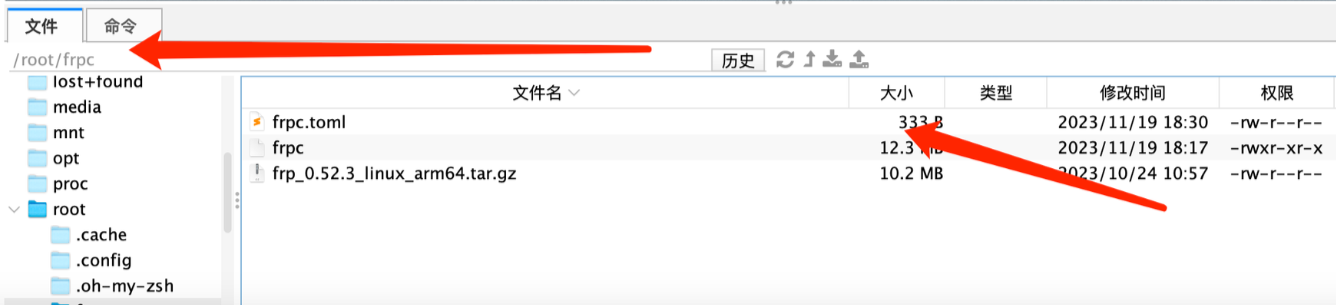 文件 命令
/root/frpc 历史
lost+found
media
mnt
opt
proc
root
.cache
.config
.oh-my-zsh
文件名 大小 类型 修改时间 权限
frpc.toml 333 B 2023/11/19 18:30 -rw-r--r--
frpc 12.3 MB 2023/11/19 18:17 -rwxr-xr-x
frp_0.52.3_linux_arm64.tar.gz 10.2 MB 2023/10/24 10:57 -rw-r--r--